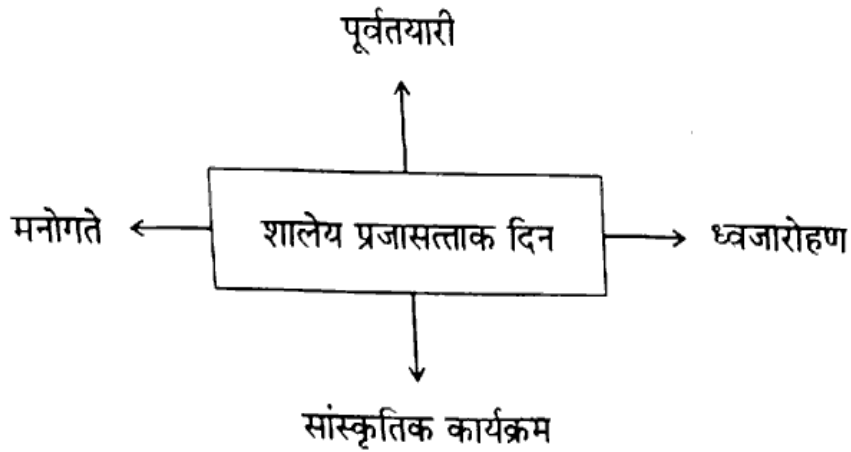 पूर्वतयारी
मनोगते
शालेय प्रजासत्ताक दिन
ध्वजारोहण
सांस्कृतिक कार्यक्रम